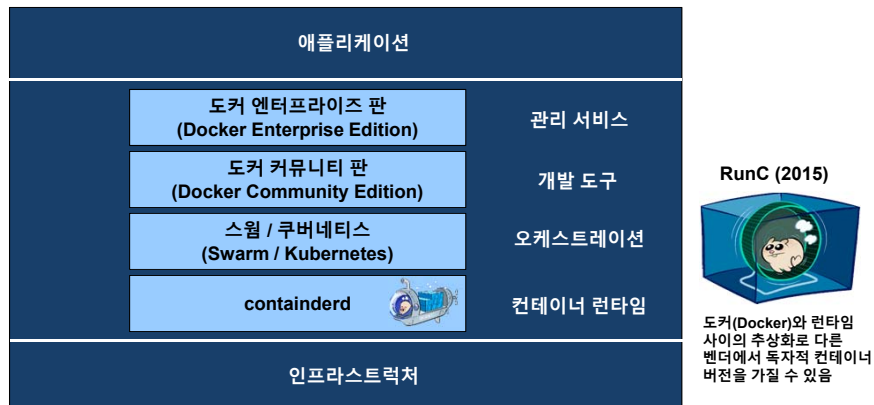 애플리케이션
도커 엔터프라이즈 판
(Docker Enterprise Edition)
관리 서비스
도커 커뮤니티 판
(Docker Community Edition)
개발 도구
스웜 / 쿠버네티스
(Swarm / Kubernetes)
오케스트레이션
containderd
컨테이너 런타임
인프라스트럭처
RunC (2015)
도커(Docker)와 런타임
사이의 추상화로 다른
벤더에서 독자적 컨테이너
버전을 가질 수 있음